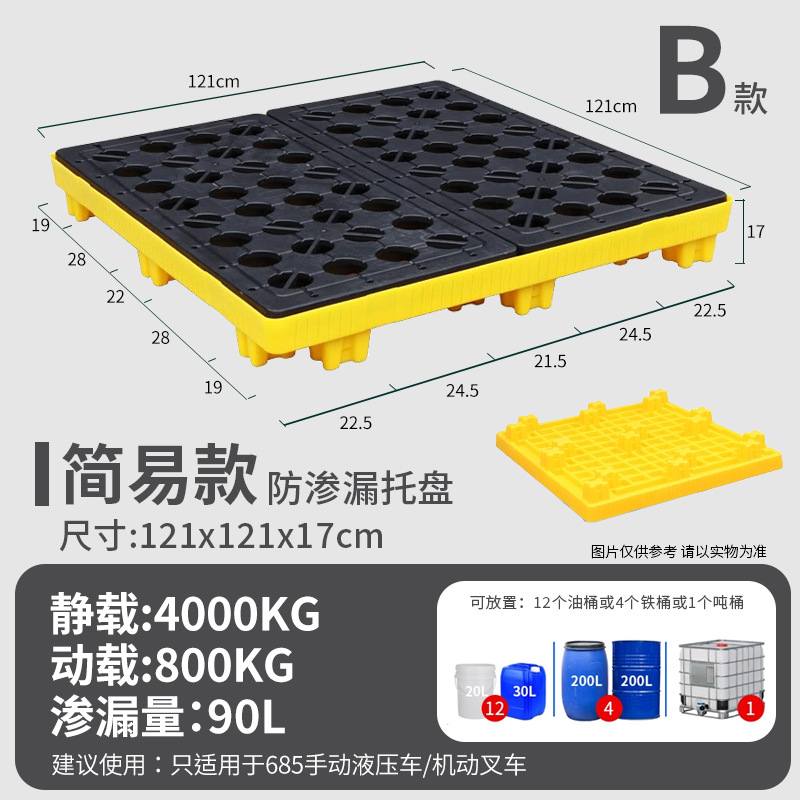 B款
121cm
121cm
19
28
22
28
19
17
22.5
24.5
21.5
24.5
22.5
简易款 防渗漏托盘
尺寸:121x121x17cm
图片仅供参考 请以实物为准
静载:4000KG
动载:800KG
渗漏量：90L
建议使用：只适用于685手动液压车/机动叉车
可放置：12个油桶或4个铁桶或1个吨桶
20L
30L
12
200L
200L
4
1